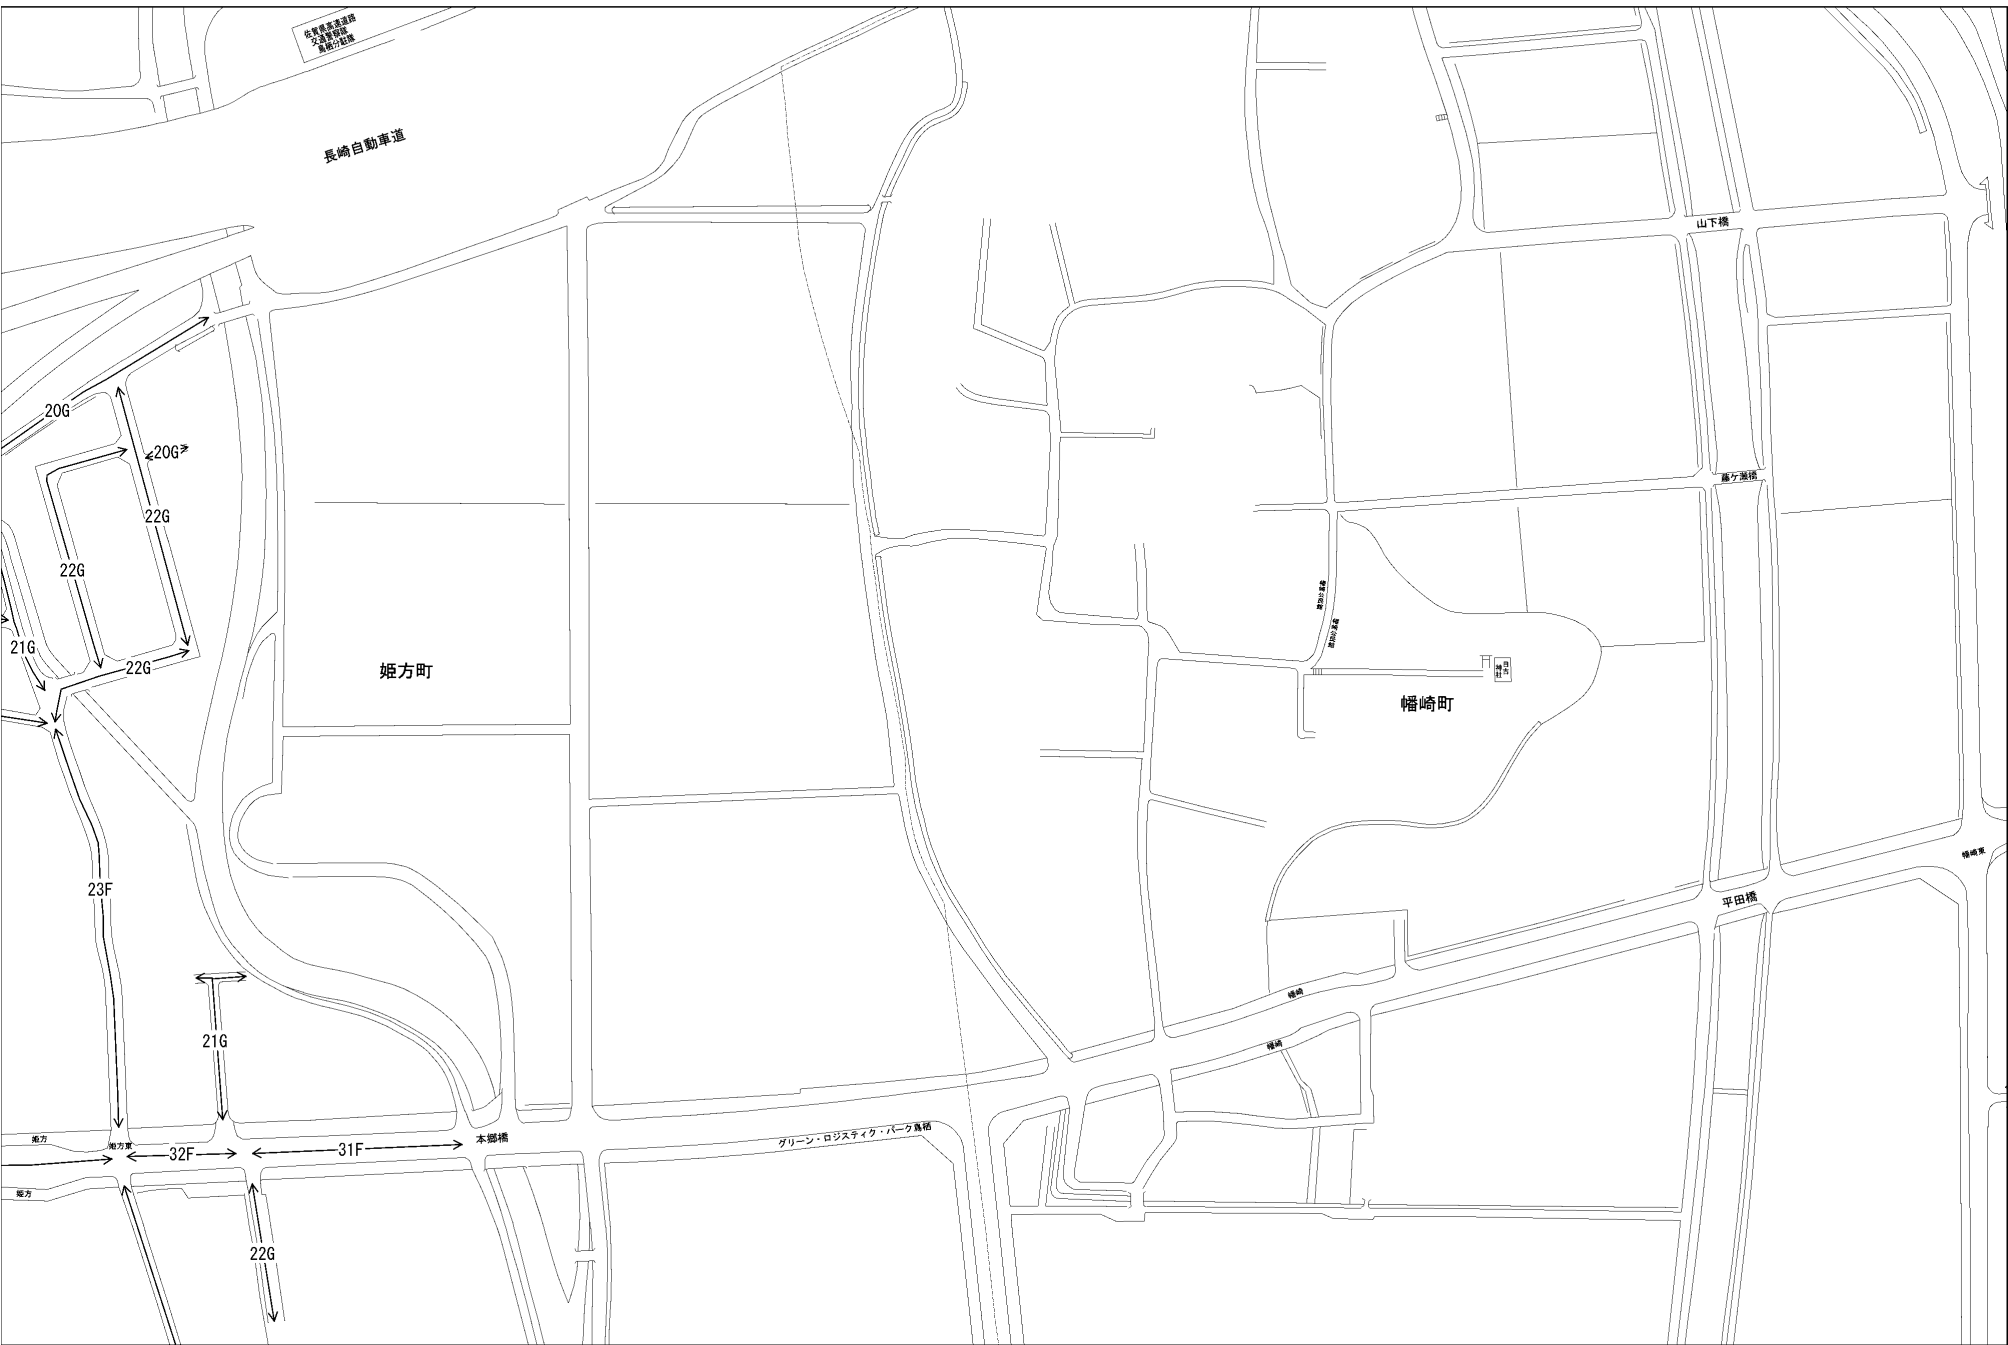 佐賀県高速道路
交通警察隊
鳥栖分駐隊
長崎自動車道
山下橋
20G
20G
藤ケ瀬橋
22G
22G
21G
22G
姫方町
日吉
神社
幡崎町
幡崎東
23F
平田橋
幡崎
21G
幡崎
姫方
姫方東
本郷橋
グリーン・ロジスティク・パーク鳥栖
32F
31F
姫方
22G